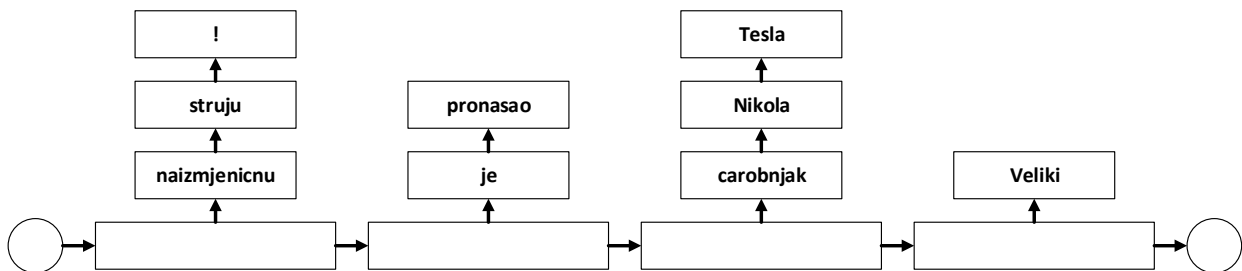 ! Tesla
struju pronasao Nikola
naizmjenicnu je carobnjak Veliki